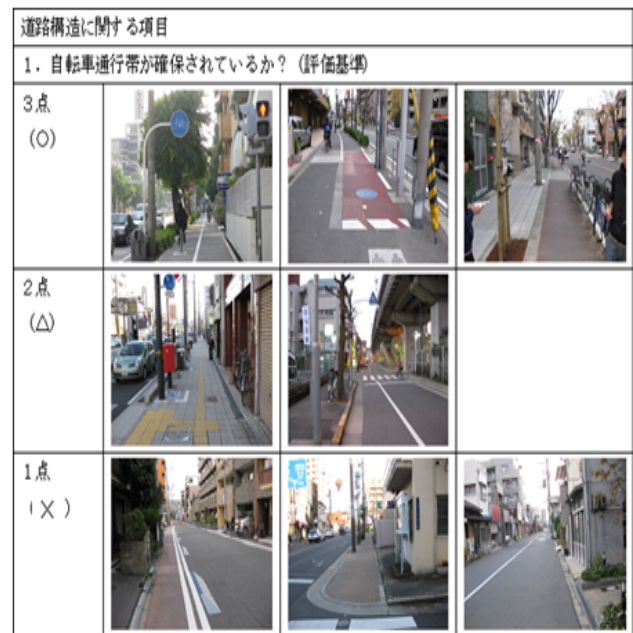 道路構造に関する項目
1．自転車通行帯が確保されているか？（評価基準）
3点
（○）
2点
（△）
1点
（×）